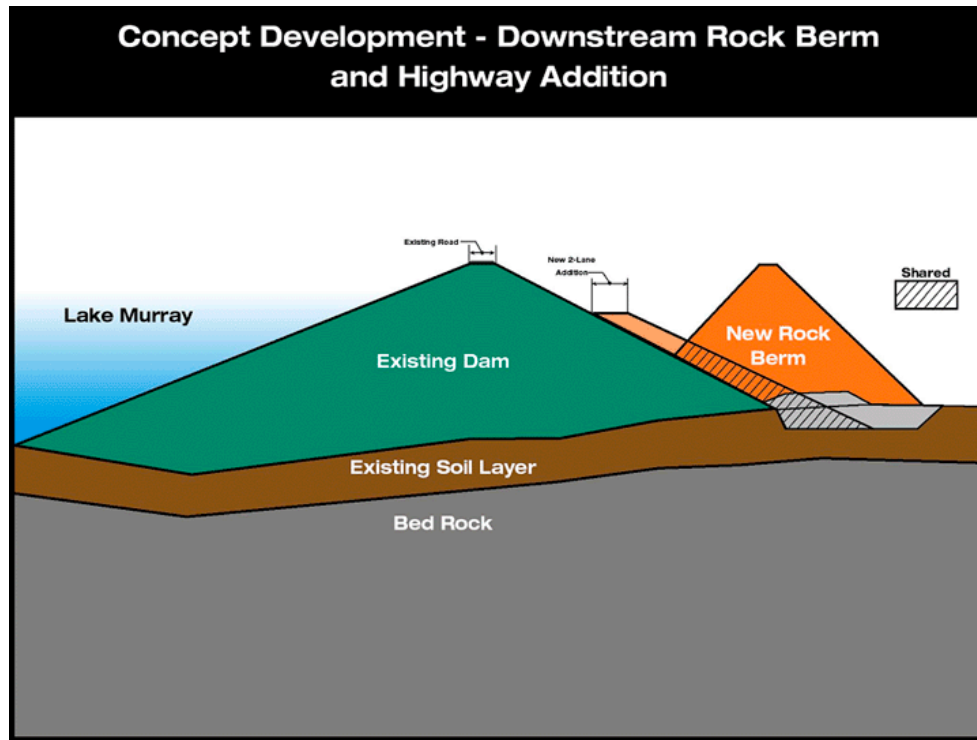 Concept Development - Downstream Rock Berm
and Highway Addition
Existing Road
New 2-Lane
Addition
Shared
Lake Murray
New Rock
Berm
Existing Dam
Existing Soil Layer
Bed Rock